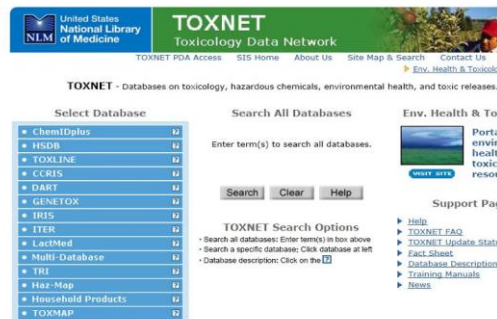 United States
National Library
of Medicine
NLM
TOXNET
Toxicology Data Network
TOXNET PDA Access SIS Home About Us Site Map & Search Contact Us
Env. Health & Toxicolo
TOXNET - Databases on toxicology, hazardous chemicals, environmental health, and toxic releases.
Select Database
ChemIDplus
HSDB
TOXLINE
CCRIS
DART
GENETOX
IRIS
ITER
LactMed
Multi-Database
TRI
Haz-Map
Household Products
TOXMAP
Search All Databases
Enter term(s) to search all databases.
Search Clear Help
TOXNET Search Options
• Search all databases: Enter term(s) in box above
• Search a specific database: Click database at left
• Database description: Click on the ?
Env. Health & To
VISIT SITE
Porta
enviro
healt
toxic
resou
Support Pag
Help
TOXNET FAQ
TOXNET Update Statu
Fact Sheet
Database Description
Training Manuals
News